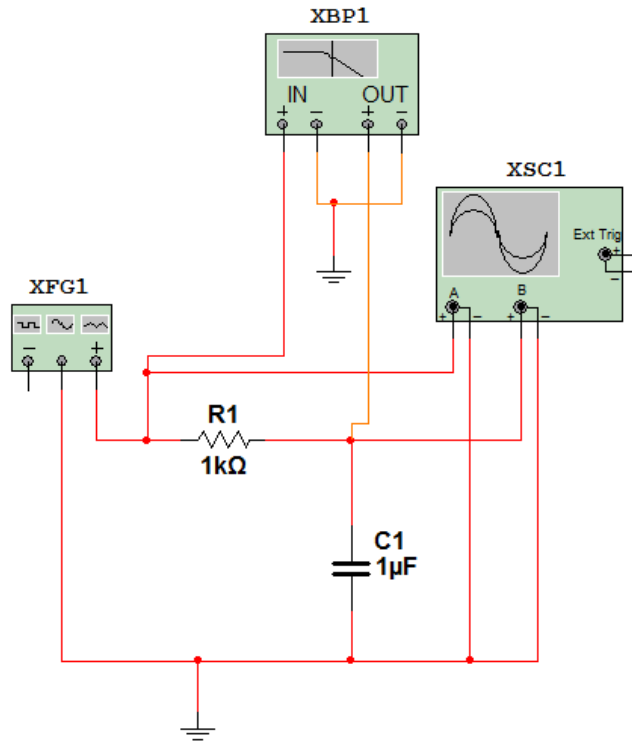 XBP1
IN OUT
+ − + −
XSC1
Ext Trig
+
−
A B
+ − + −
XFG1
− +
R1
1kΩ
C1
1µF